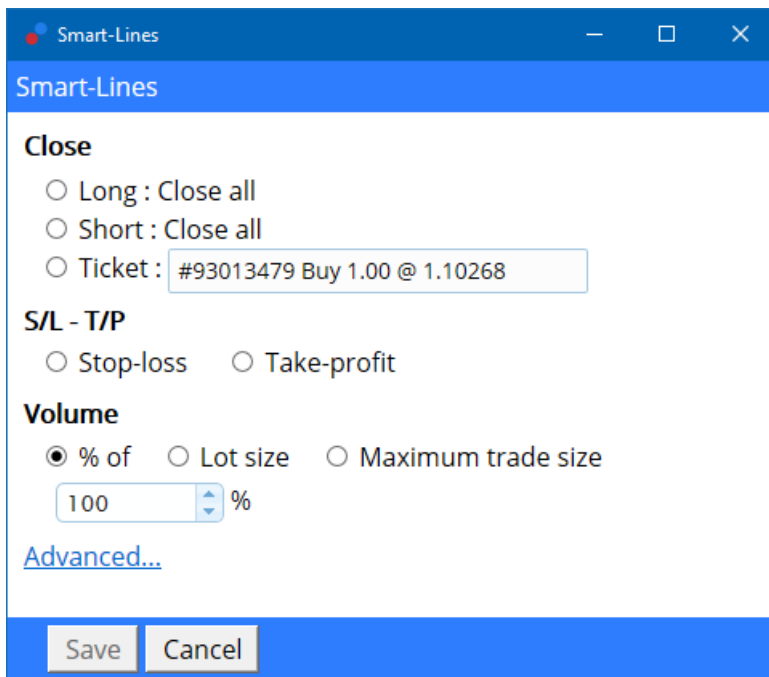 Smart-Lines
Smart-Lines
Close
Long : Close all
Short : Close all
Ticket : #93013479 Buy 1.00 @ 1.10268
S/L - T/P
Stop-loss Take-profit
Volume
% of Lot size Maximum trade size
100 %
Advanced...
Save Cancel